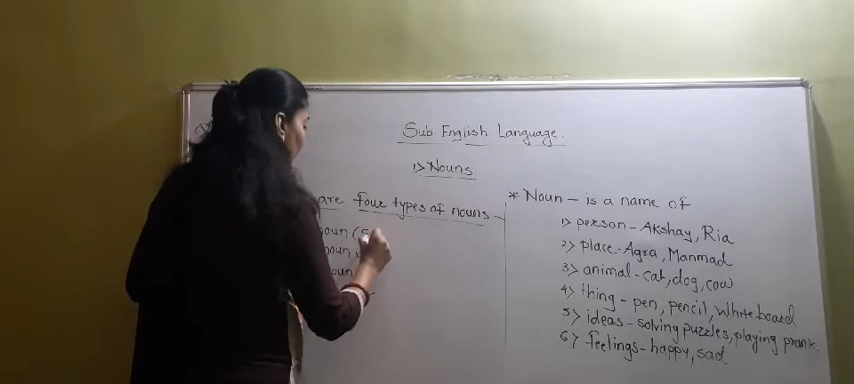 Sub English Language.
1> Nouns
are four types of nouns -
noun (
noun
noun
* Noun - is a name of
1> person - Akshay, Ria
2> place - Agra, Manmad
3> animal - cat, dog, cow
4> thing - pen, pencil, white board
5> ideas - solving puzzles, playing prank.
6> feelings - happy, sad.